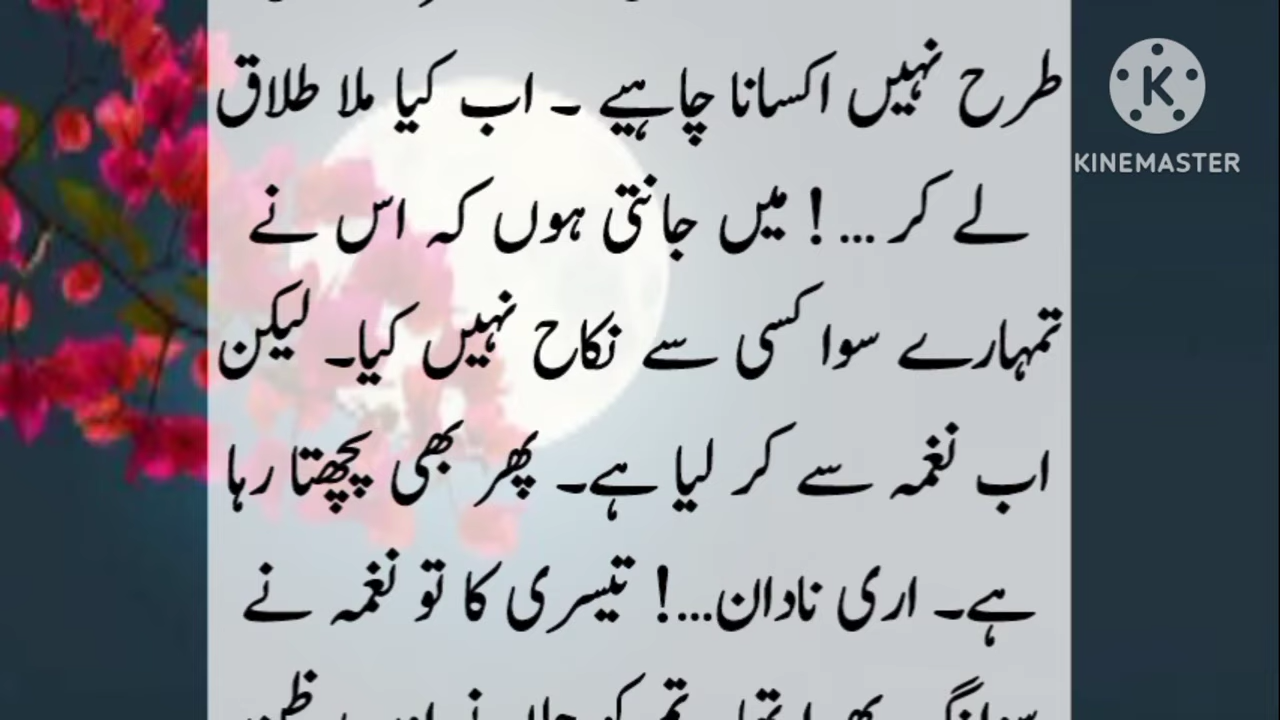 طرح نہیں اکسانا چاہیے ۔ اب کیا ملا طلاق
لے کر ...! میں جانتی ہوں کہ اس نے
تمہارے سوا کسی سے نکاح نہیں کیا۔ لیکن
اب نغمہ سے کر لیا ہے۔ پھر بھی پچھتا رہا
ہے۔ اری نادان...! تیسری کا تو نغمہ نے
KINEMASTER